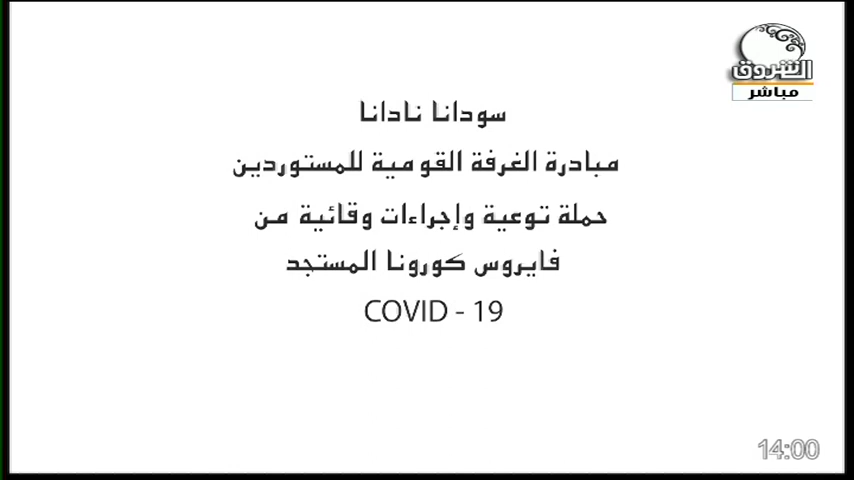 الشروق
مباشر
سودانا نادانا
مبادرة الغرفة القومية للمستوردين
حملة توعية وإجراءات وقائية من
فايروس كورونا المستجد
COVID - 19
14:00